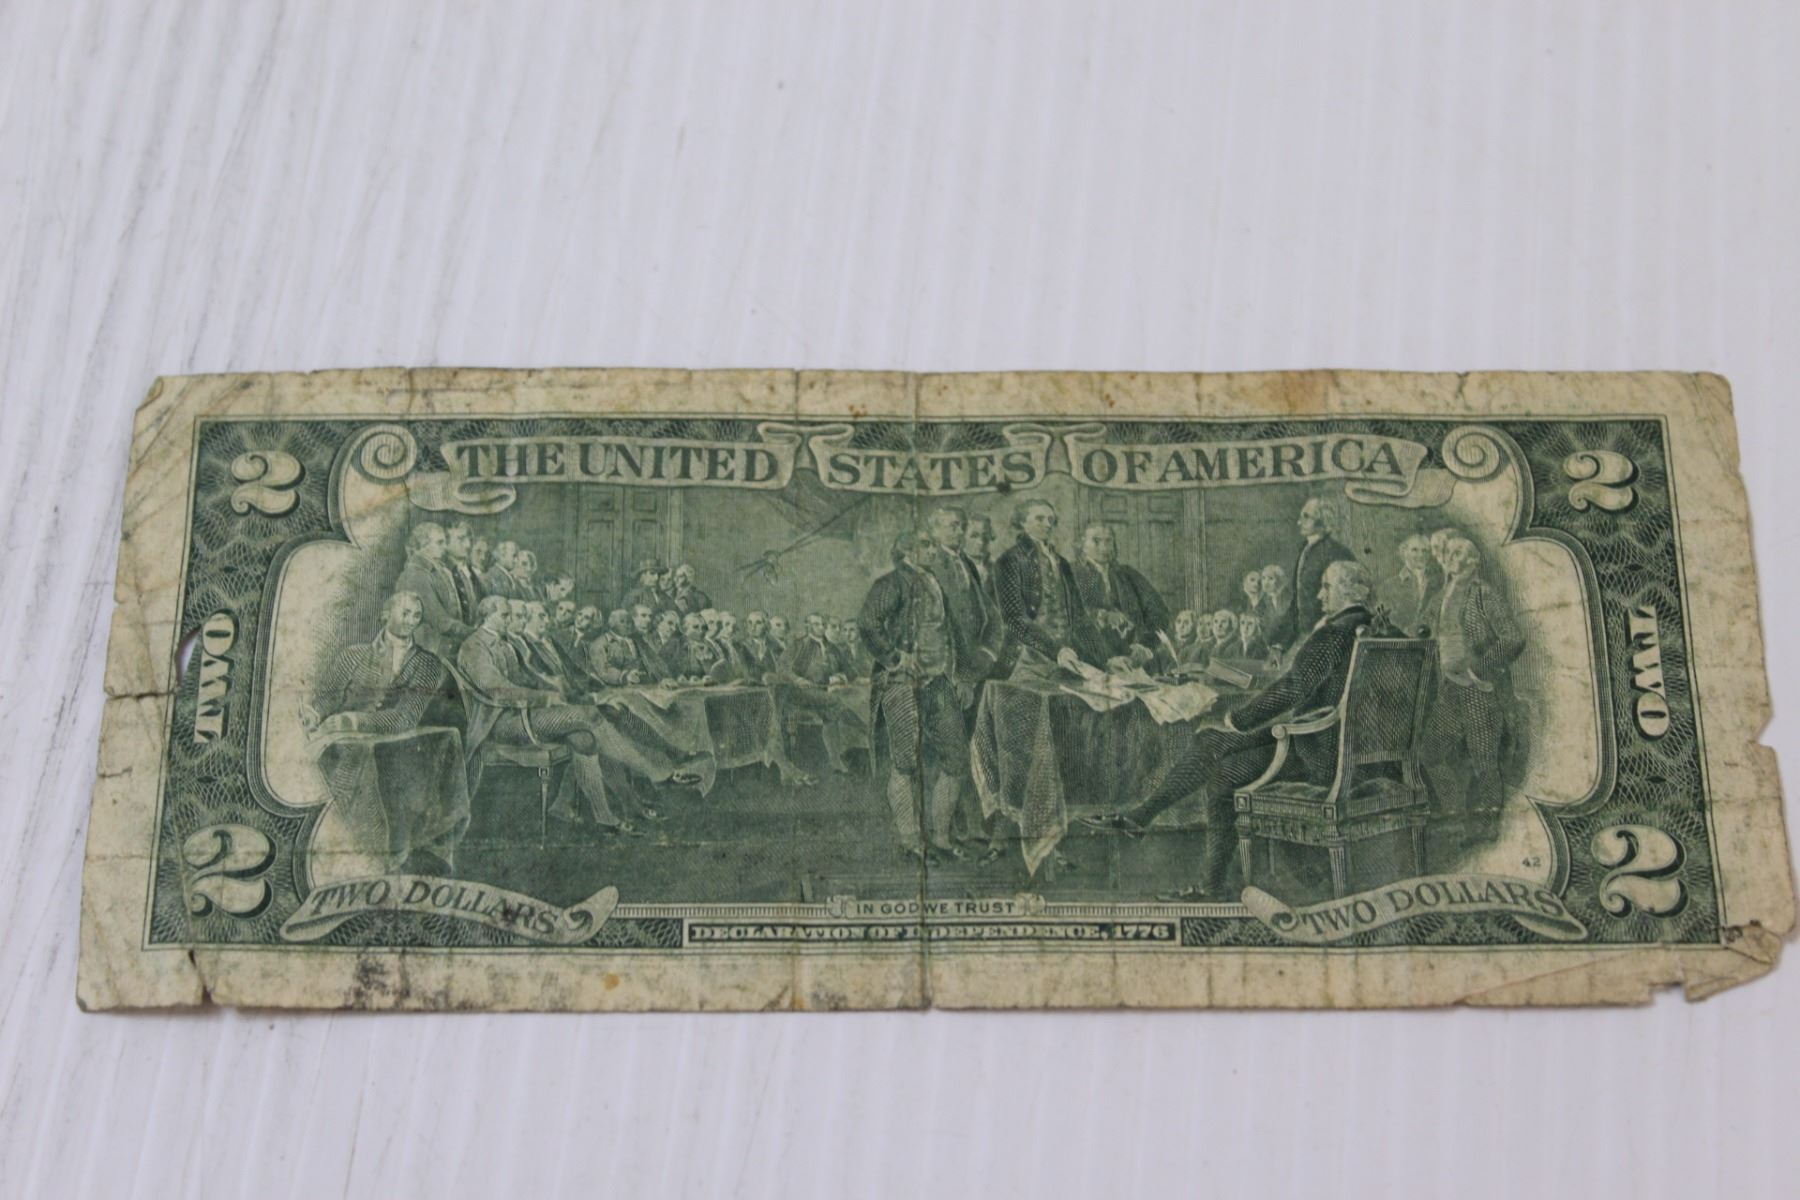 THE UNITED STATES OF AMERICA
2 2
TWO TWO
2 2
42
TWO DOLLARS TWO DOLLARS
IN GOD WE TRUST
DECLARATION OF INDEPENDENCE, 1776